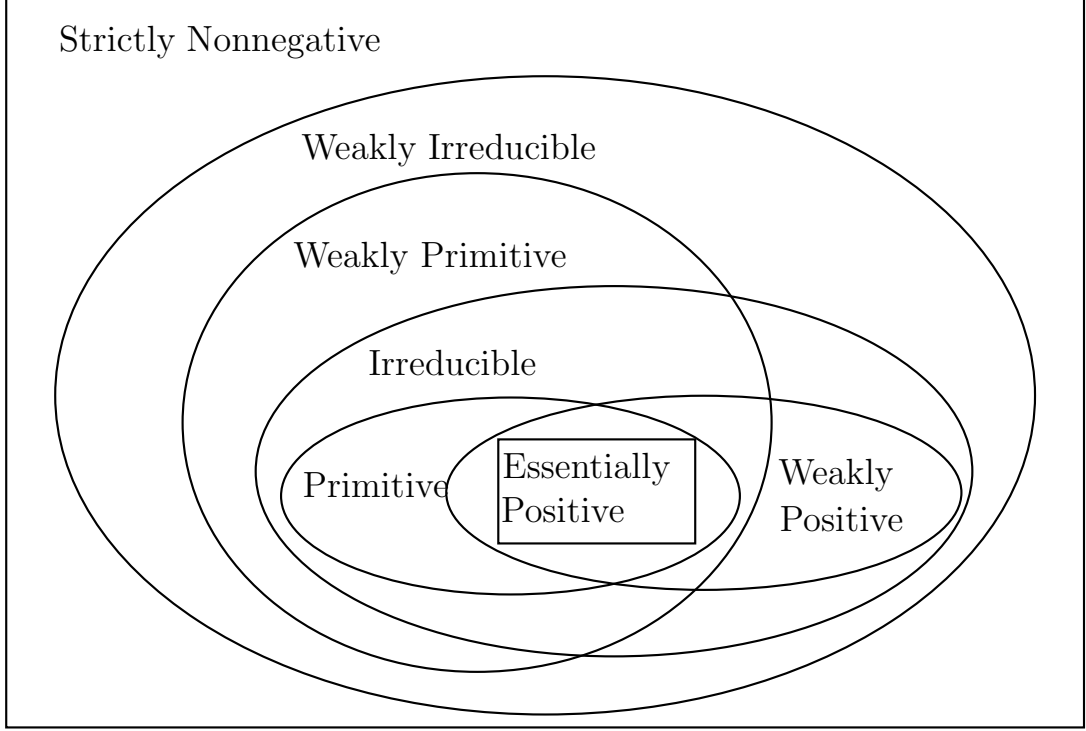 Strictly Nonnegative
Weakly Irreducible
Weakly Primitive
Irreducible
Primitive
Essentially
Positive
Weakly
Positive